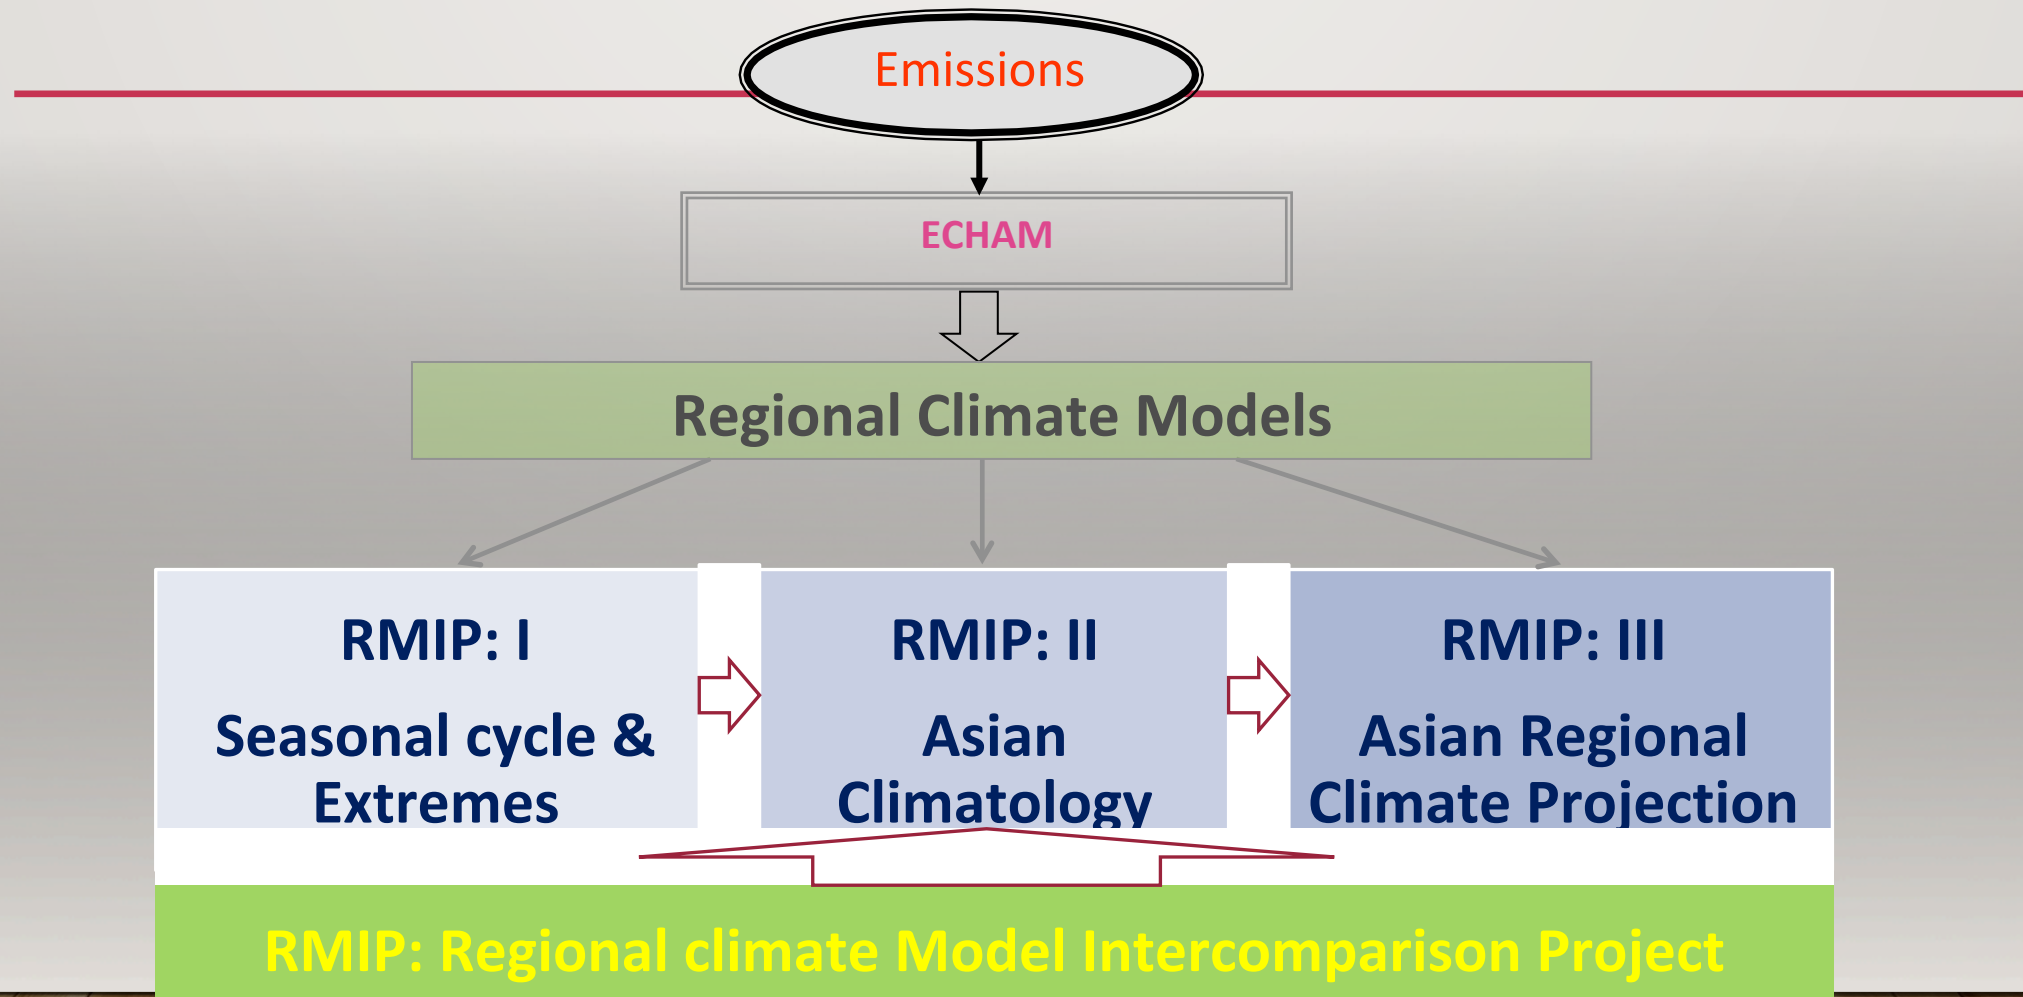 Emissions
ECHAM
Regional Climate Models
RMIP: I
Seasonal cycle &
Extremes
RMIP: II
Asian
Climatology
RMIP: III
Asian Regional
Climate Projection
RMIP: Regional climate Model Intercomparison Project